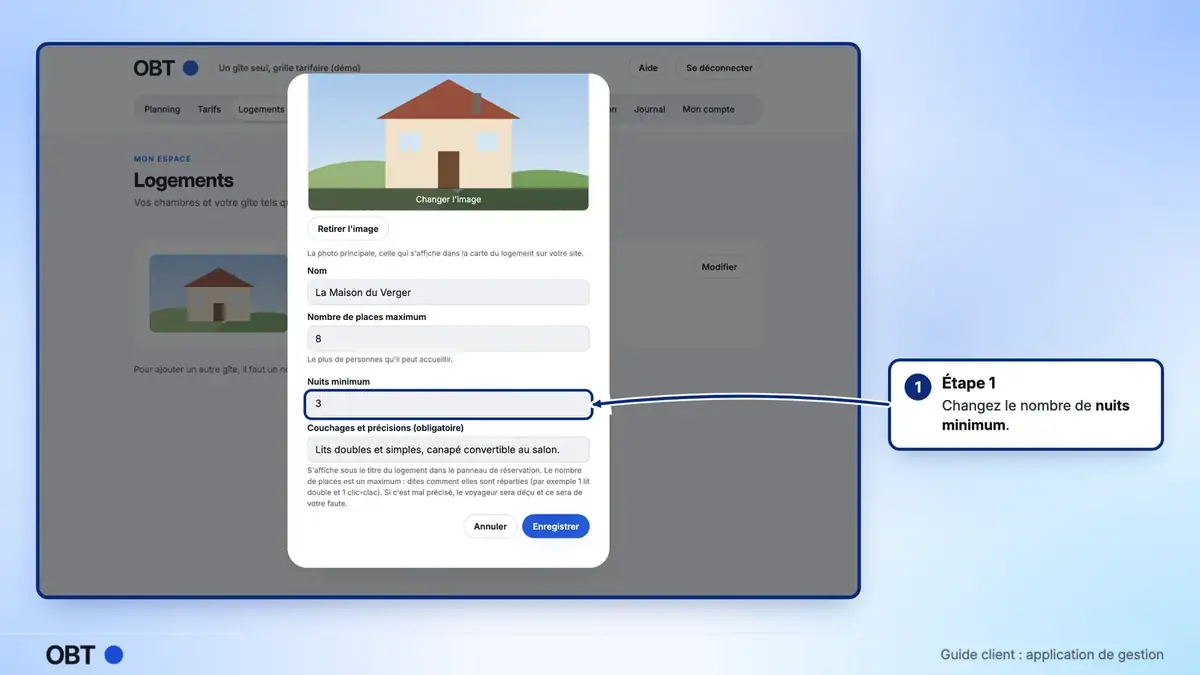 OBT
Un gîte seul, grille tarifaire (démo)
Aide
Se déconnecter
Planning
Tarifs
Logements
Journal
Mon compte
MON ESPACE
Logements
Vos chambres et votre gîte tels
Modifier
Pour ajouter un autre gîte, il faut un
Changer l'image
Retirer l'image
La photo principale, celle qui s'affiche dans la carte du logement sur votre site.
Nom
La Maison du Verger
Nombre de places maximum
8
Le plus de personnes qu'il peut accueillir.
Nuits minimum
3
Couchages et précisions (obligatoire)
Lits doubles et simples, canapé convertible au salon.
S'affiche sous le titre du logement dans le panneau de réservation. Le nombre
de places est un maximum : dites comment elles sont réparties (par exemple 1 lit
double et 1 clic-clac). Si c'est mal précisé, le voyageur sera déçu et ce sera de
votre faute.
Annuler
Enregistrer
1
Étape 1
Changez le nombre de nuits
minimum.
OBT
Guide client : application de gestion